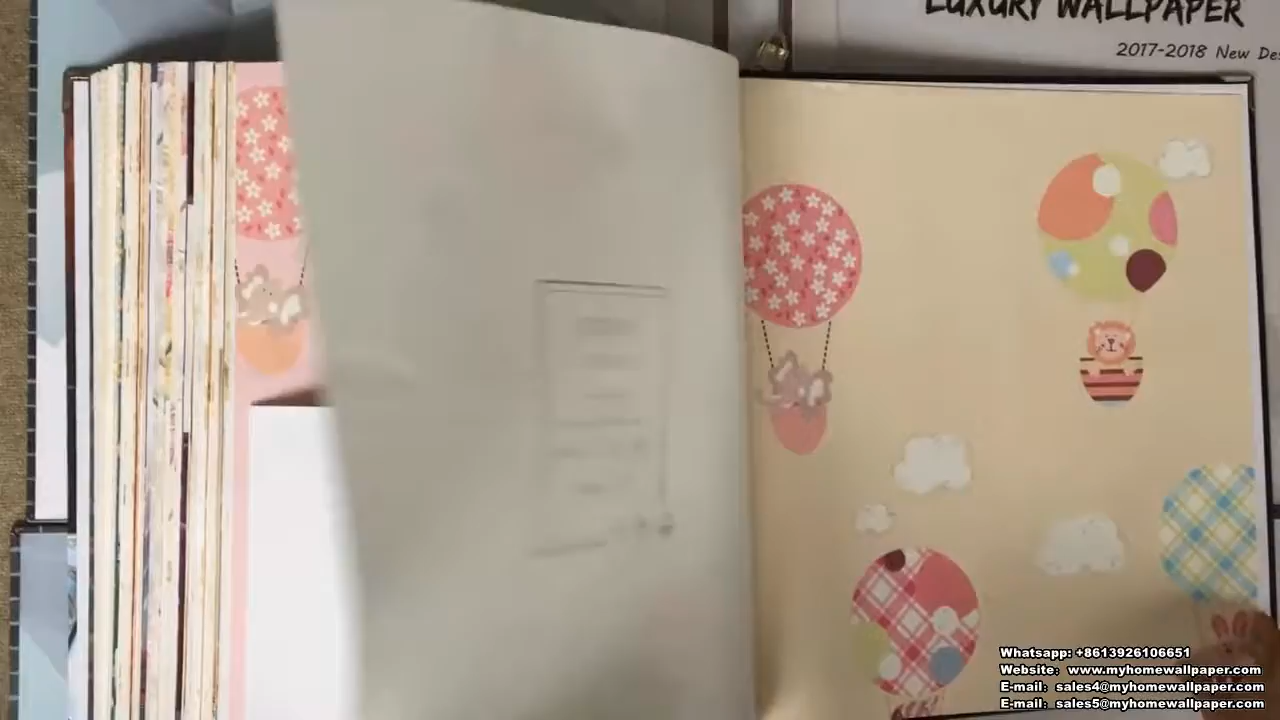 LUXURY WALLPAPER
2017-2018 New Des
Whatsapp: +8613926106651
Website: www.myhomewallpaper.com
E-mail: sales4@myhomewallpaper.com
E-mail: sales5@myhomewallpaper.com